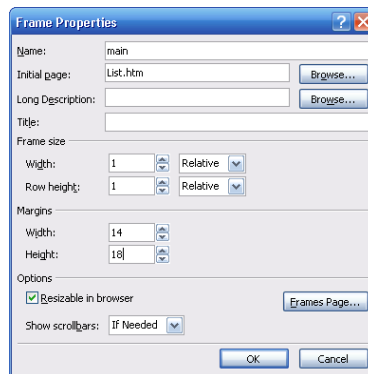 Frame Properties
Name: main
Initial page: List.htm Browse...
Long Description: Browse...
Title:
Frame size
Width: 1 Relative
Row height: 1 Relative
Margins
Width: 14
Height: 18
Options
Resizable in browser Frames Page...
Show scrollbars: If Needed
OK Cancel